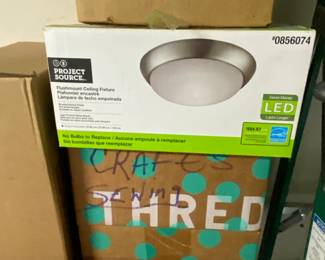 #0856074
PROJECT
SOURCE
Flushmount Ceiling Fixture
Plafonnier encastré
Lámpara de techo empotrada
LED
No Bulbs to Replace / Aucune ampoule à remplacer
Sin bombillas que reemplazar
CRAFTS
SEWING
THRED